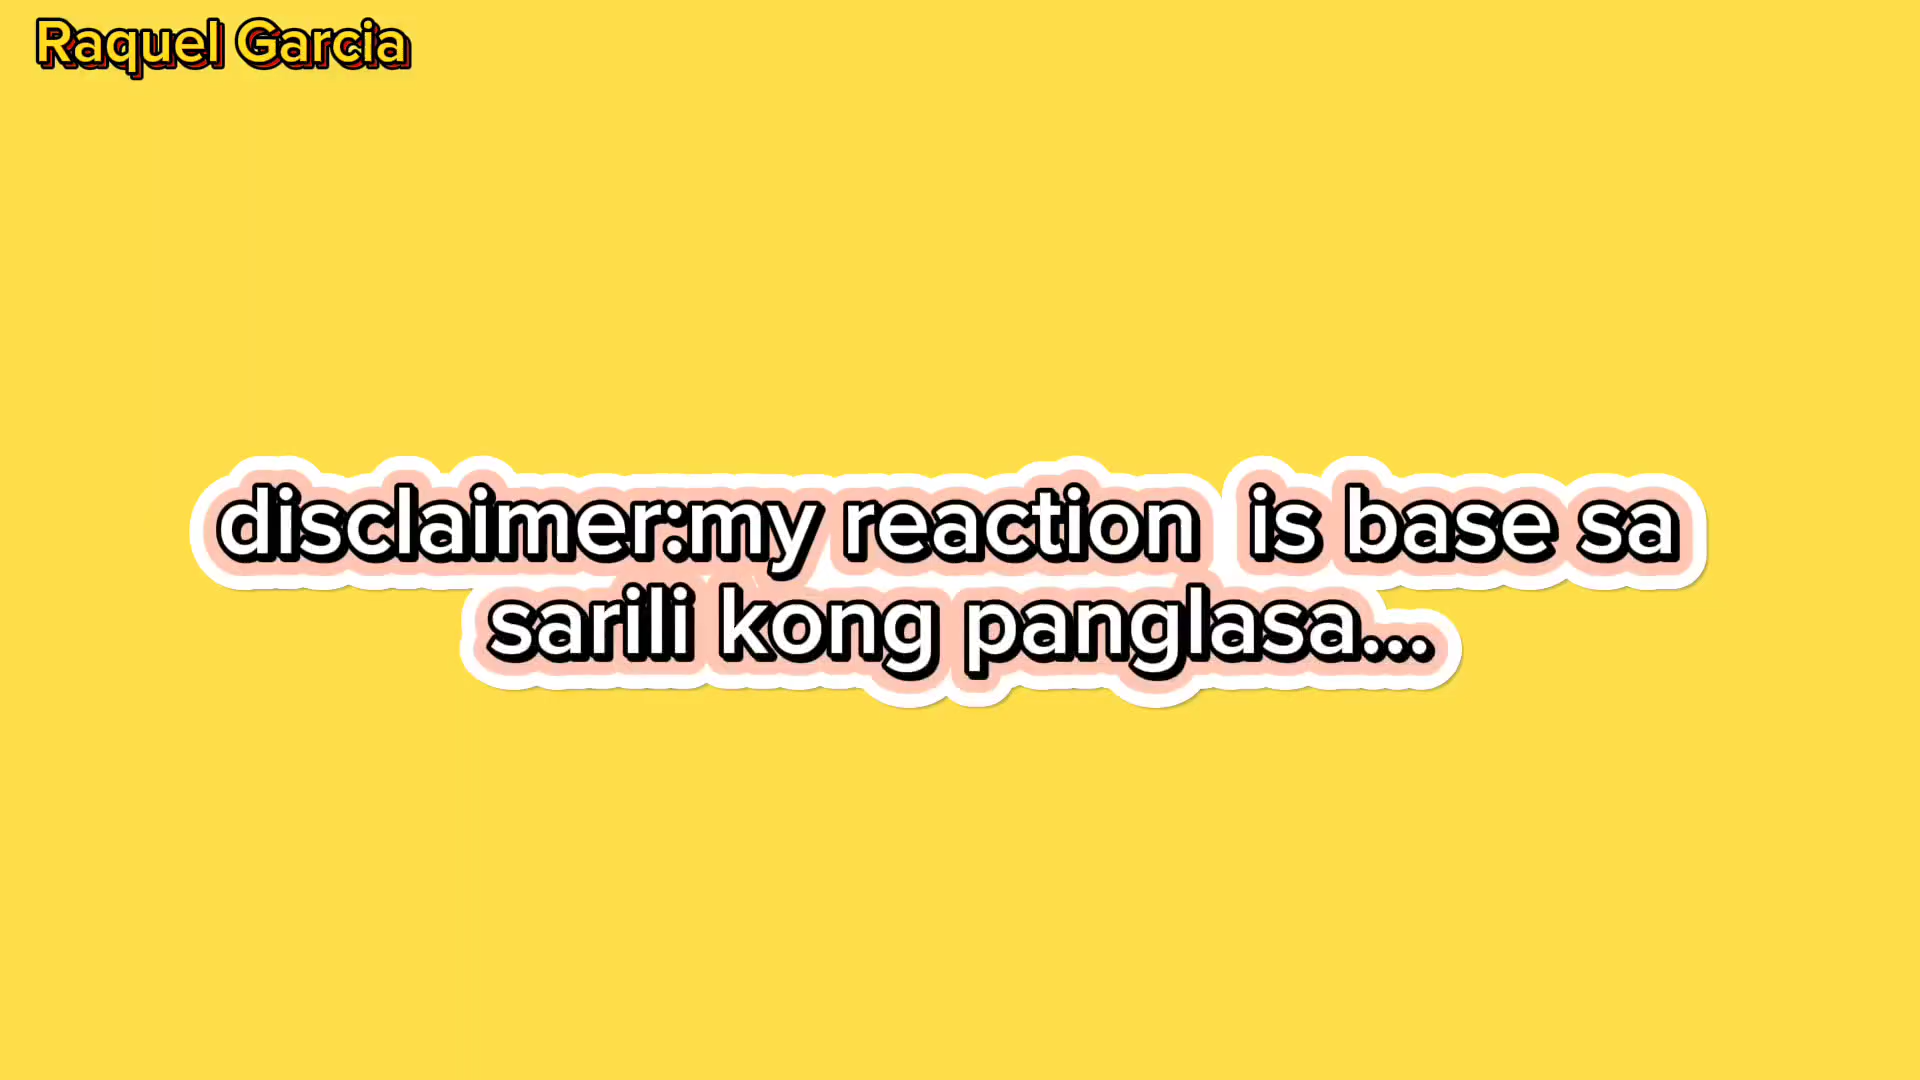 Raquel Garcia
disclaimer:my reaction is base sa
sarili kong panglasa...